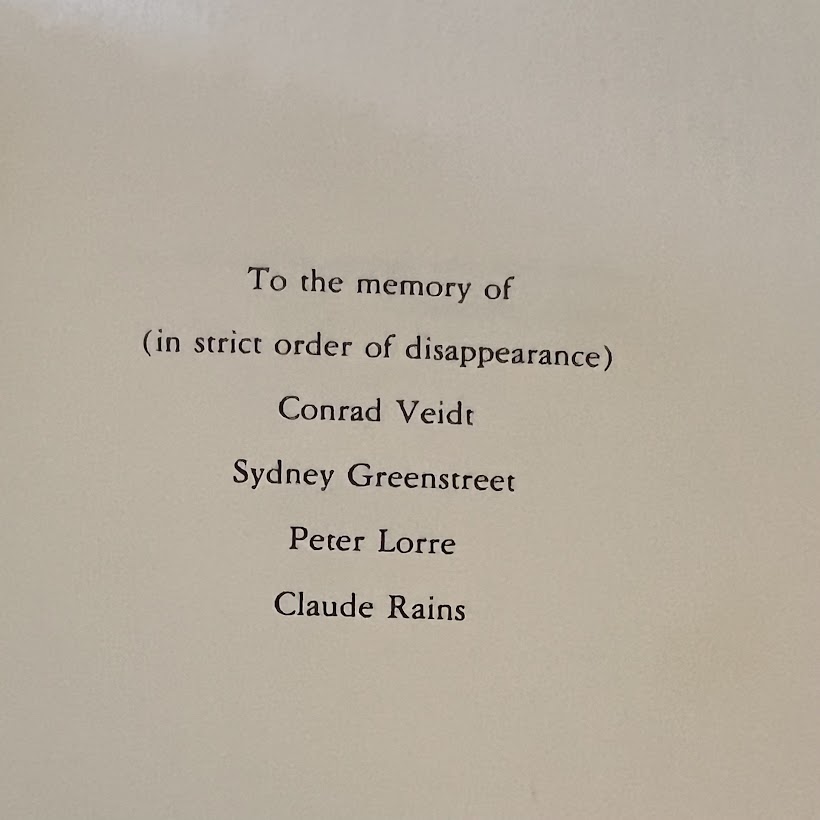 To the memory of
(in strict order of disappearance)
Conrad Veidt
Sydney Greenstreet
Peter Lorre
Claude Rains